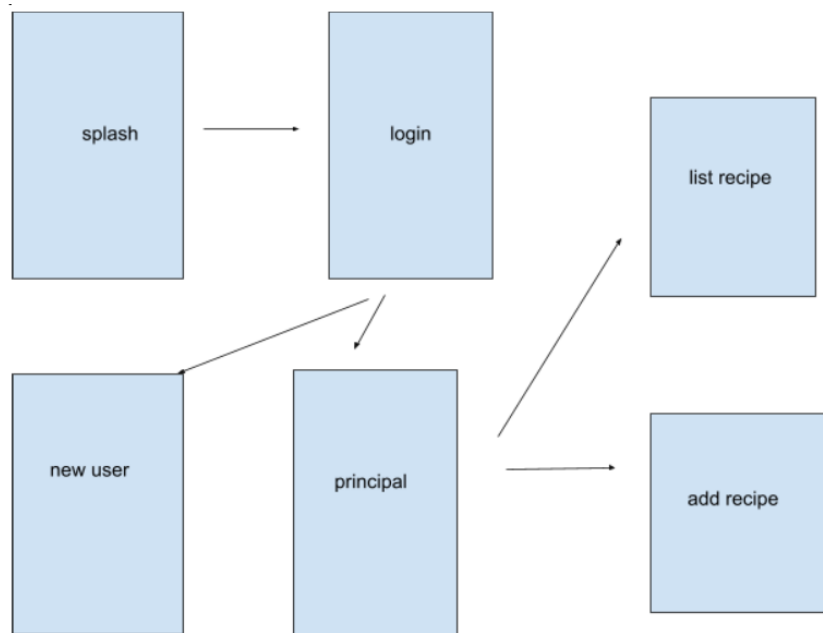 splash
login
list recipe
new user
principal
add recipe